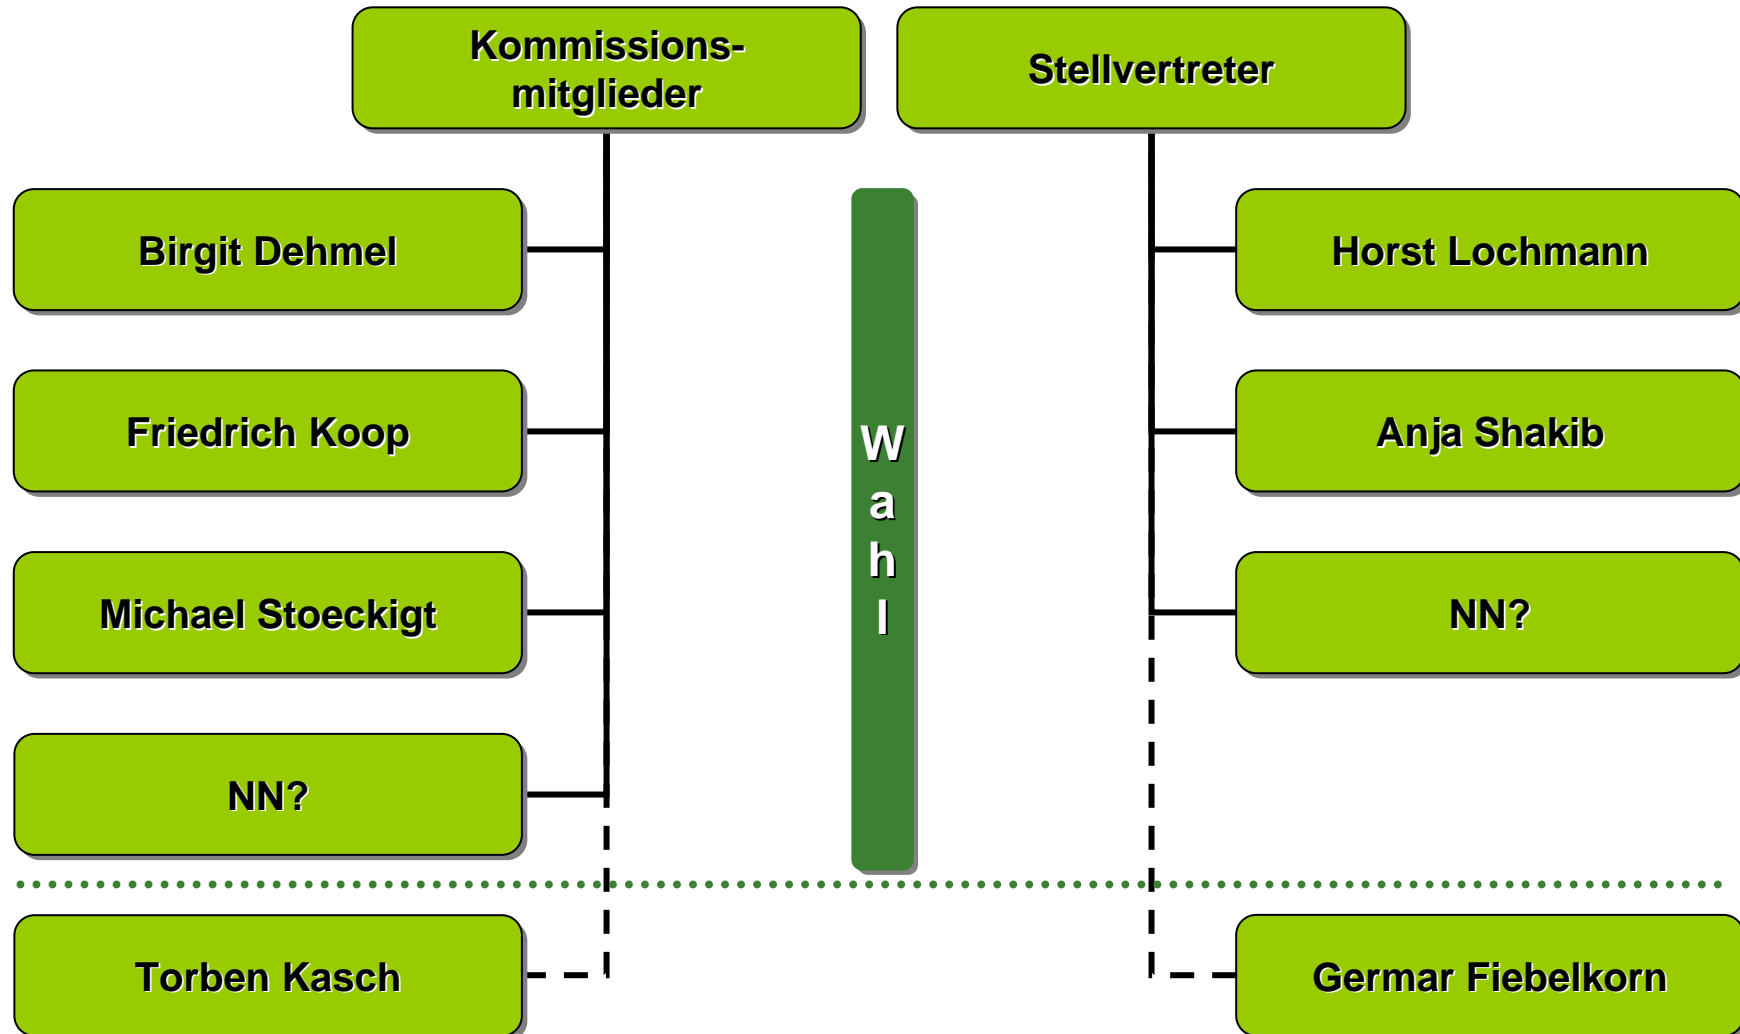 Kommissions-
mitglieder
Stellvertreter
Birgit Dehmel
Horst Lochmann
Friedrich Koop
Anja Shakib
Wahl
Michael Stoeckigt
NN?
NN?
Torben Kasch
Germar Fiebelkorn